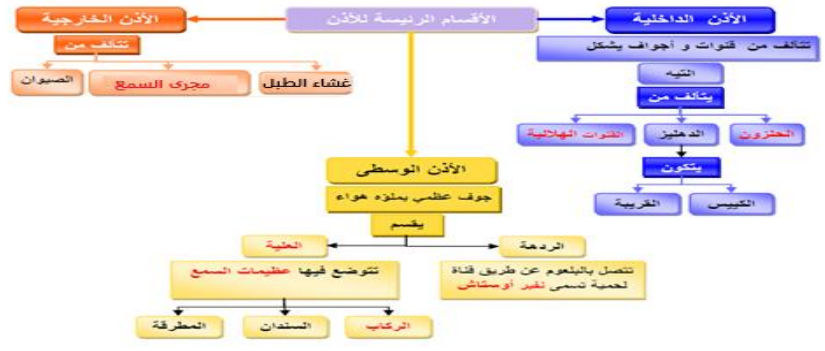 الأذن الداخلية
الأقسام الرئيسة للأذن
الأذن الخارجية
تتألف من قنوات و أجواف يشكل
التيه
يتألف من
الحلزون
الدهليز
القنوات الهلالية
يتكون
الكييس
القريبة
تتألف من
غشاء الطبل
مجرى السمع
الصيوان
الأذن الوسطى
جوف عظمي يملؤه هواء
يقسم
الردهة
العلية
تتصل بالبلعوم عن طريق قناة
لحمية تسمى نفير أوستاش
تتوضع فيها عظيمات السمع
الركاب
السندان
المطرقة